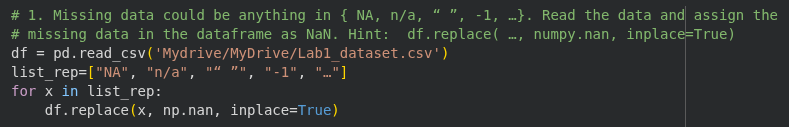 # 1. Missing data could be anything in { NA, n/a, “ ”, -1, …}. Read the data and assign the
# missing data in the dataframe as NaN. Hint:  df.replace( …, numpy.nan, inplace=True)
df = pd.read_csv('Mydrive/MyDrive/Lab1_dataset.csv')
list_rep=["NA", "n/a", "“ ”", "-1", "…"]
for x in list_rep:
    df.replace(x, np.nan, inplace=True)